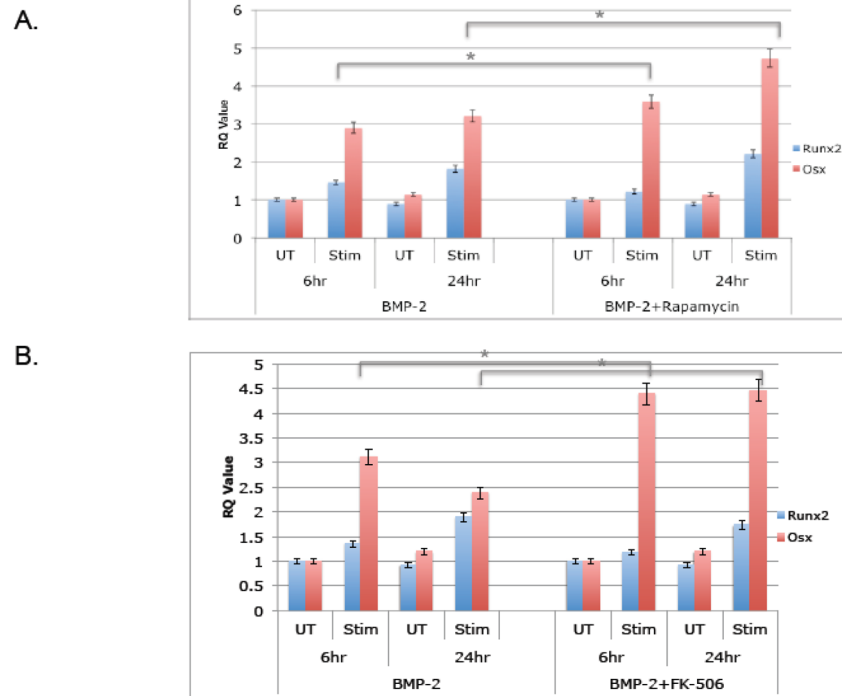 A.
6
*
5
*
4
RQ Value
3
Runx2
Osx
2
1
0
UT Stim UT Stim UT Stim UT Stim
6hr 24hr 6hr 24hr
BMP-2 BMP-2+Rapamycin
B.
5
*
*
4.5
4
3.5
3
RQ Value
2.5
Runx2
2
Osx
1.5
1
0.5
0
UT Stim UT Stim UT Stim UT Stim
6hr 24hr 6hr 24hr
BMP-2 BMP-2+FK-506